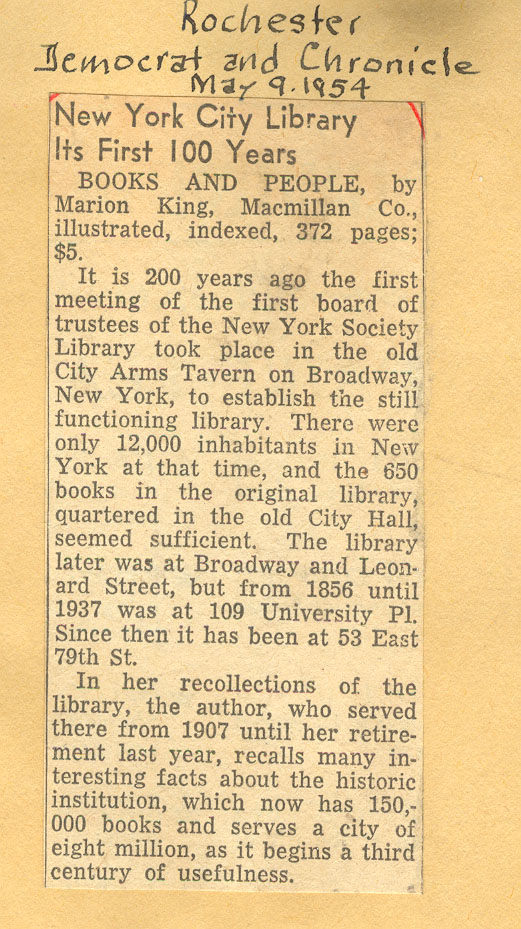 Rochester
Democrat and Chronicle
May 9. 1954
New York City Library
Its First 100 Years
BOOKS AND PEOPLE, by
Marion King, Macmillan Co.,
illustrated, indexed, 372 pages;
$5.
It is 200 years ago the first
meeting of the first board of
trustees of the New York Society
Library took place in the old
City Arms Tavern on Broadway,
New York, to establish the still
functioning library. There were
only 12,000 inhabitants in New
York at that time, and the 650
books in the original library,
quartered in the old City Hall,
seemed sufficient. The library
later was at Broadway and Leon-
ard Street, but from 1856 until
1937 was at 109 University Pl.
Since then it has been at 53 East
79th St.
In her recollections of the
library, the author, who served
there from 1907 until her retire-
ment last year, recalls many in-
teresting facts about the historic
institution, which now has 150,-
000 books and serves a city of
eight million, as it begins a third
century of usefulness.